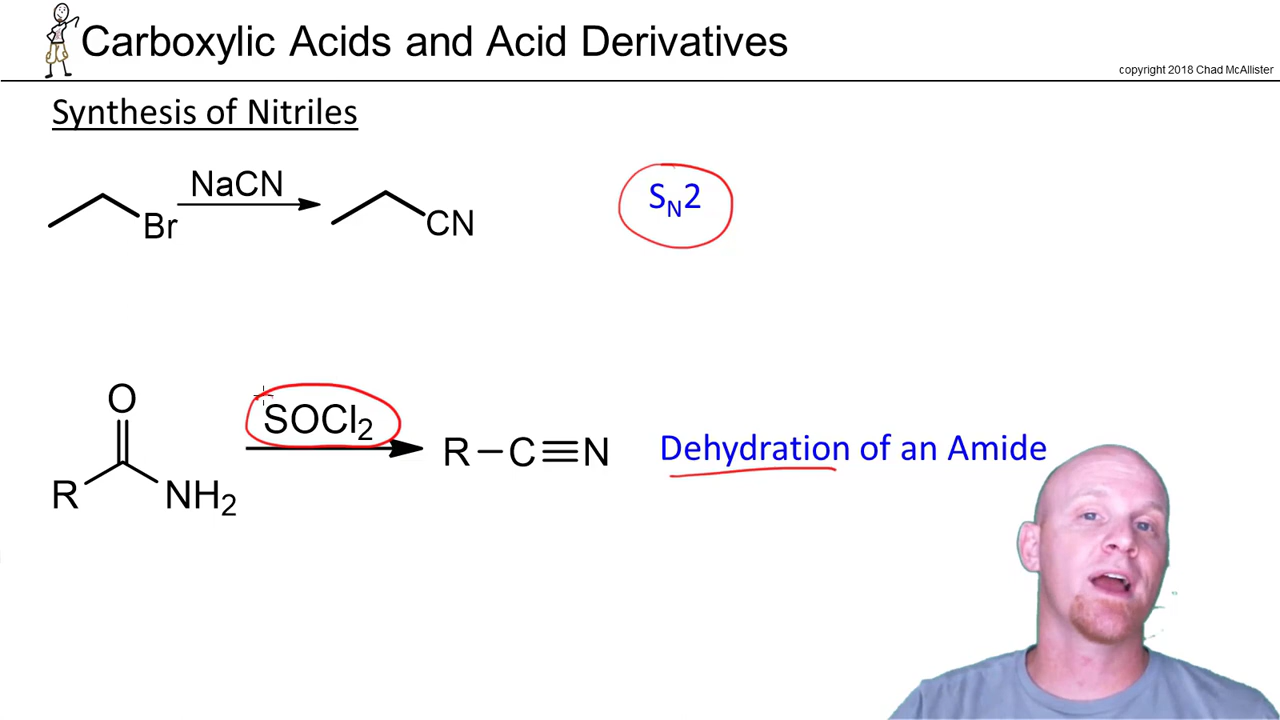 Carboxylic Acids and Acid Derivatives
copyright 2018 Chad McAllister
Synthesis of Nitriles
NaCN
Br
CN
SN2
O
R
NH2
SOCl2
R-C≡N
Dehydration of an Amide